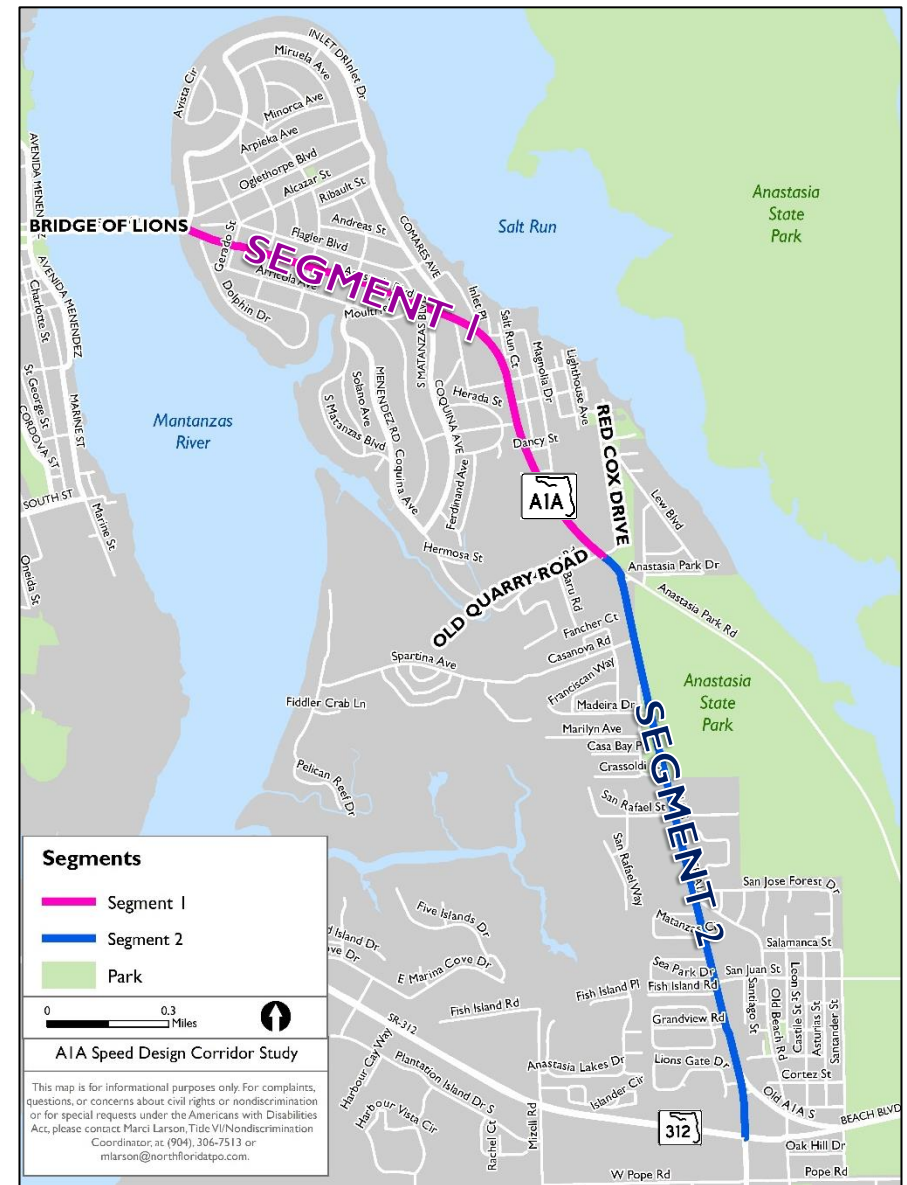 INLET DR
Inlet Dr
Miruela Ave
Avista Cir
Minorca Ave
Arpieka Ave
Oglethorpe Blvd
Alcazar St
Ribault St
Andreas St
Flagler Blvd
COMARES AVE
AVENIDA MENENDEZ
BRIDGE OF LIONS
Gerado St
Arricola Ave
Dolphin Dr
SEGMENT 1
Salt Run
Anastasia
State
Park
AVENIDA MENENDEZ
Charlotte St
St George St
CORDOVA ST
MARINE ST
SOUTH ST
Marine St
Oneida St
Mantanzas
River
S MATANZAS BLVD
Inlet Pl
Salt Run Ct
Magnolia Dr
Lighthouse Ave
Solano Ave
MENENDEZ RD
S Matanzas Blvd
Coquina Ave
COQUINA AVE
Herada St
Dancy St
Ferdinand Ave
Hermosa St
A1A
RED COX DRIVE
Lew Blvd
OLD QUARRY ROAD
Anastasia Park Dr
Anastasia Park Rd
Baru Rd
Fancher Ct
Casanova Rd
Spartina Ave
Franciscan Way
Fiddler Crab Ln
Madeira Dr
Marilyn Ave
Casa Bay P
Crassoldi
Pelican Reef Dr
San Rafael St
San Rafael Way
Anastasia
State
Park
SEGMENT 2
San Jose Forest Dr
Matanzas Ci
Salamanca St
Five Islands Dr
d Island Dr
ove Dr
E Marina Cove Dr
Sea Park Dr
San Juan St
Fish Island Pl
Fish Island Rd
Fish Island Rd
Grandview Rd
Santiago St
Old Beach Rd
Castile St
Leon St
Asturias St
Santander St
SR-312
Harbour Cay Way
Plantation Island Dr S
Anastasia Lakes Dr
Lions Gate Dr
Cortez St
Islander Cir
Old A1A S
BEACH BLVD
Harbour Vista Cir
Rachel Ct
Mizell Rd
312
Oak Hill Dr
W Pope Rd
Pope Rd
Segments
Segment 1
Segment 2
Park
0 0.3
Miles
A1A Speed Design Corridor Study
This map is for informational purposes only. For complaints,
questions, or concerns about civil rights or nondiscrimination
or for special requests under the Americans with Disabilities
Act, please contact Marci Larson, Title VI/Nondiscrimination
Coordinator, at (904), 306-7513 or
mlarson@northfloridatpo.com.